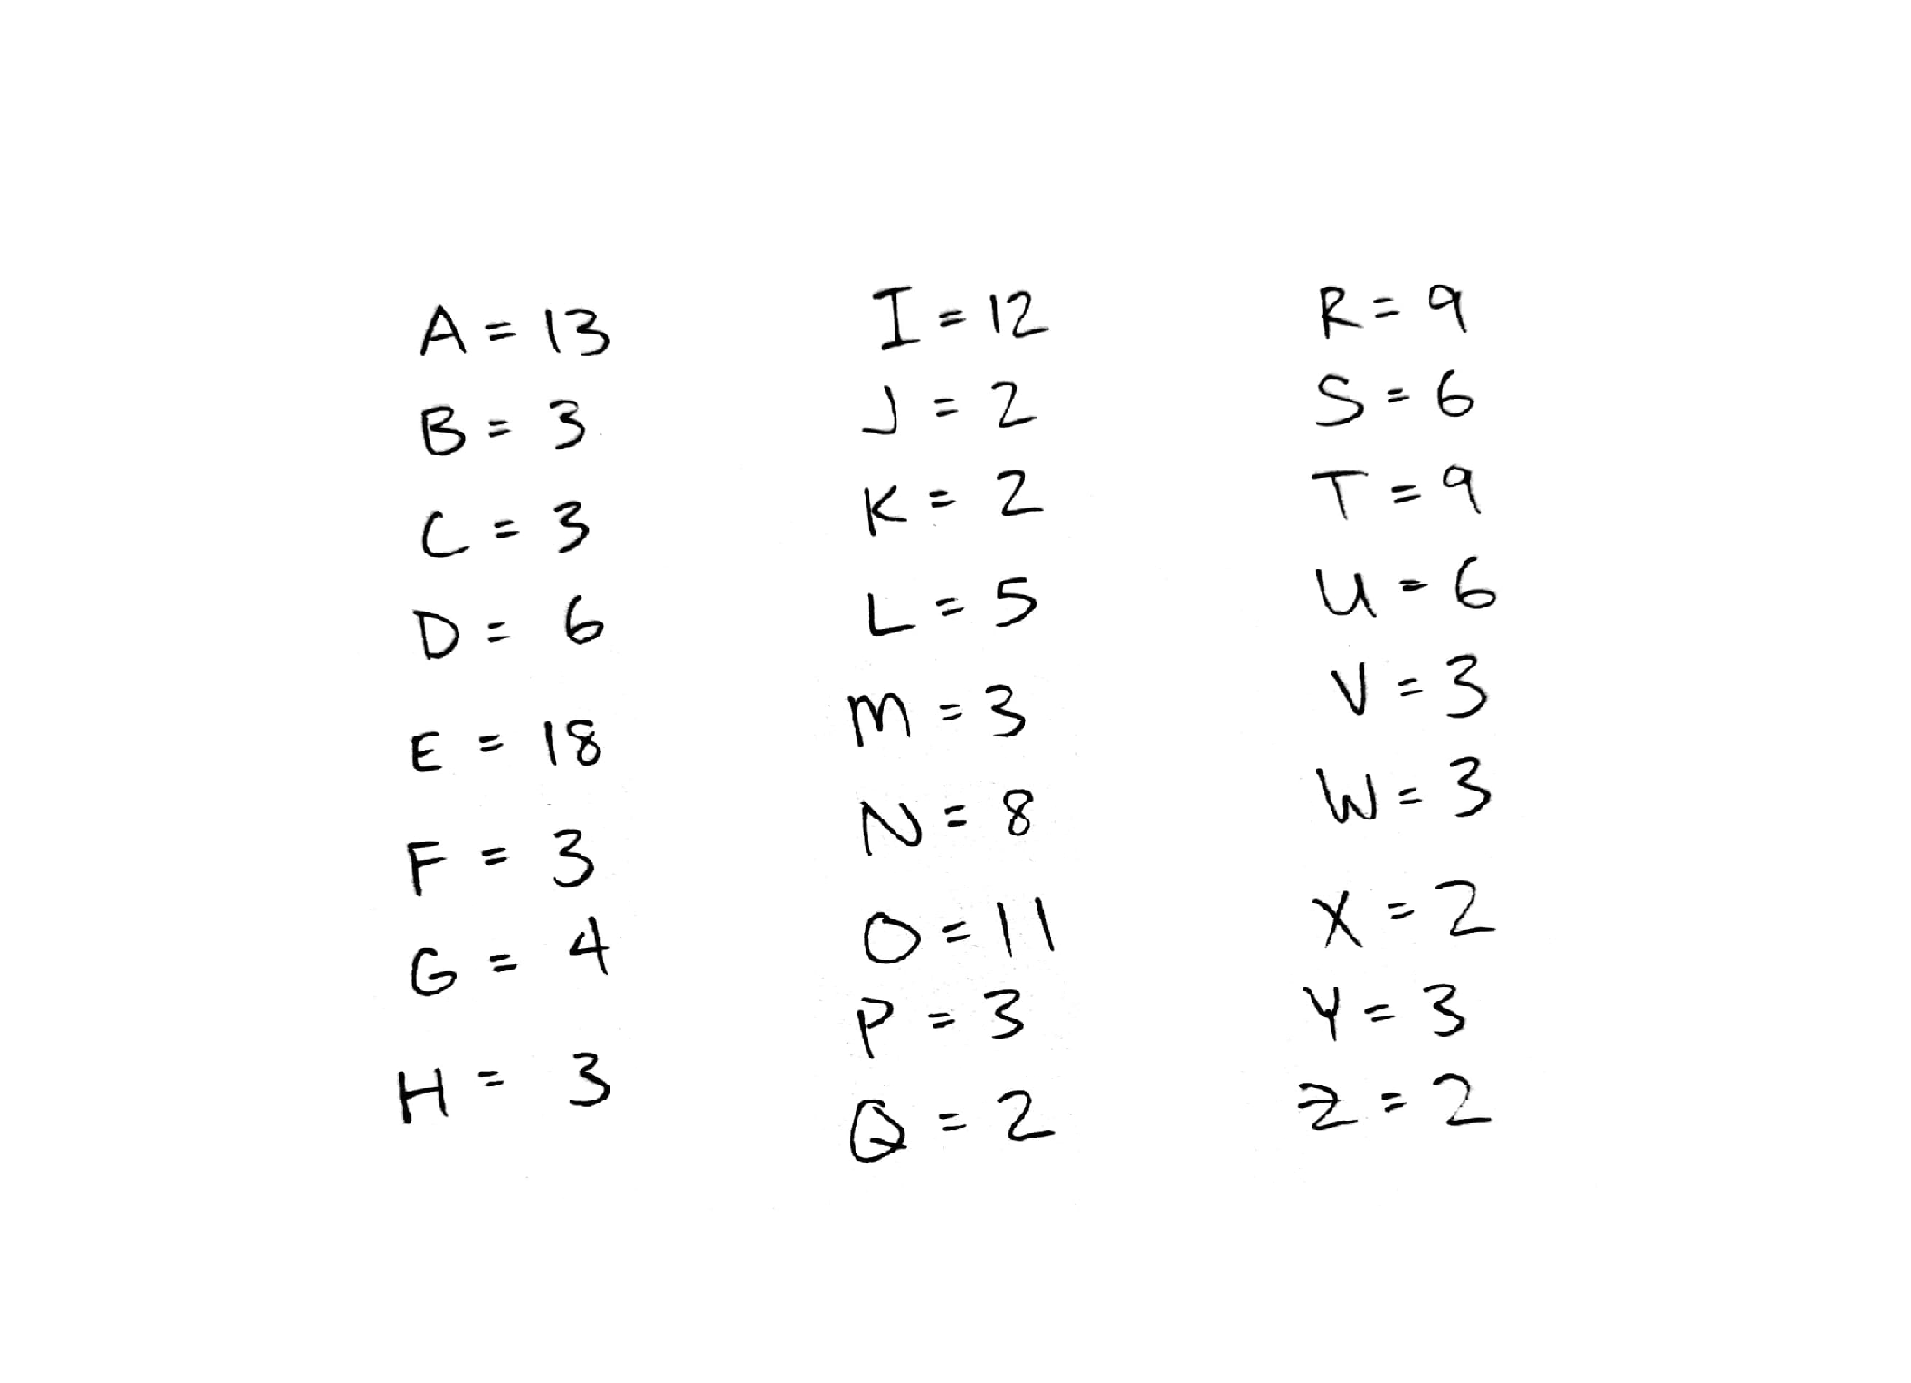 A = 13
B = 3
C = 3
D = 6
E = 18
F = 3
G = 4
H = 3
I = 12
J = 2
K = 2
L = 5
M = 3
N = 8
O = 11
P = 3
Q = 2
R = 9
S = 6
T = 9
U = 6
V = 3
W = 3
X = 2
Y = 3
Z = 2